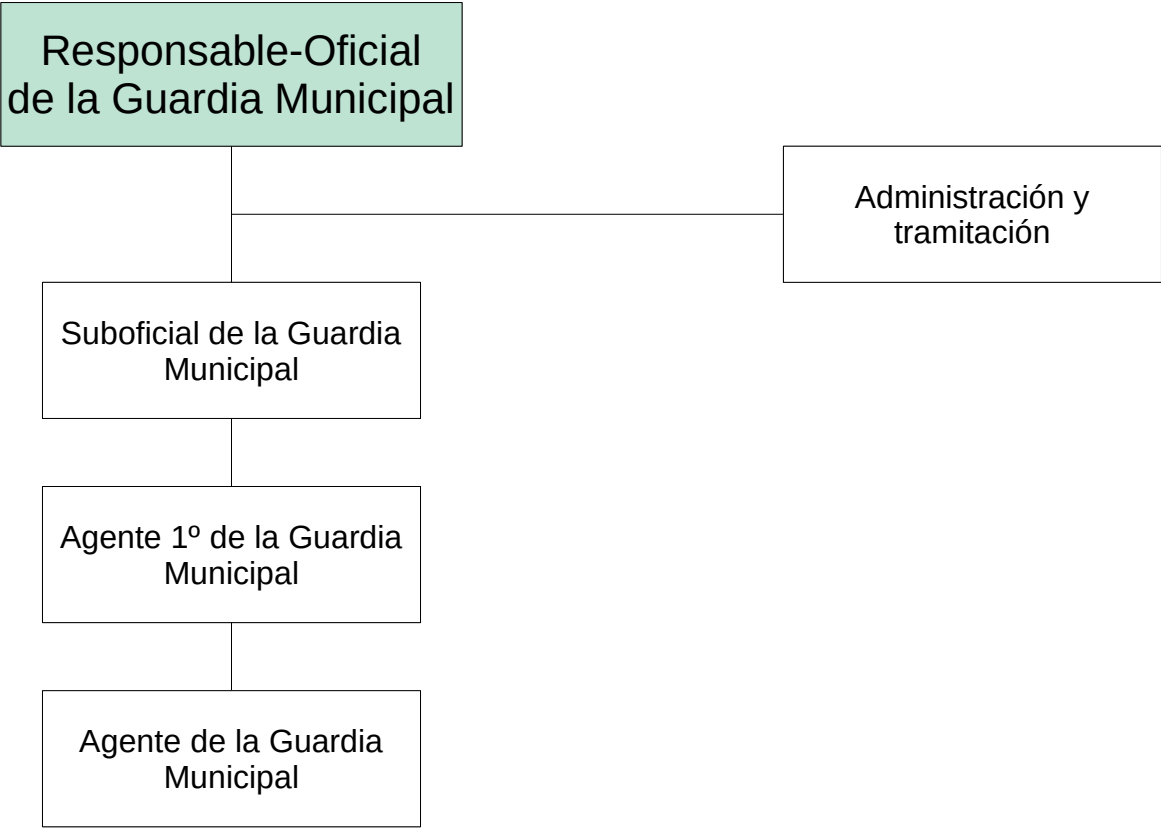 Responsable-Oficial
de la Guardia Municipal
Administración y
tramitación
Suboficial de la Guardia
Municipal
Agente 1º de la Guardia
Municipal
Agente de la Guardia
Municipal